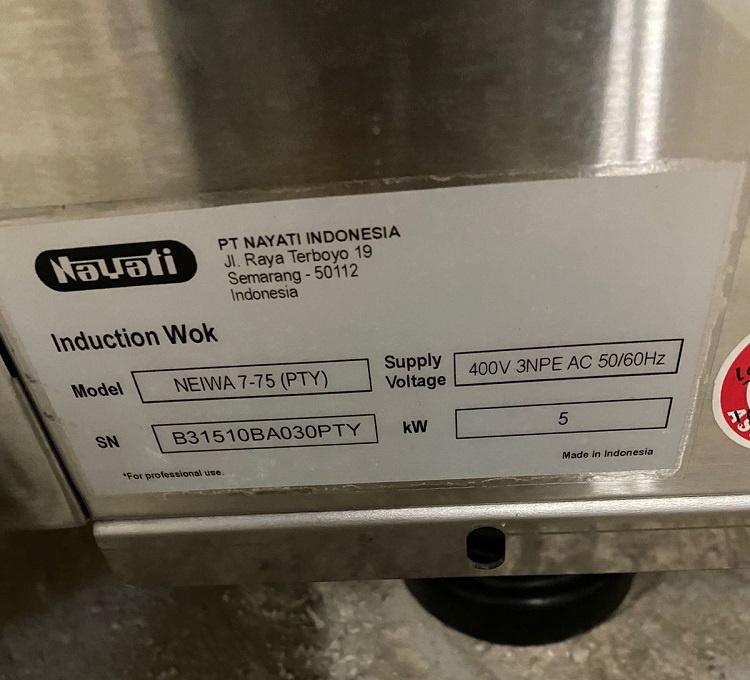 Nayati
PT NAYATI INDONESIA
Jl. Raya Terboyo 19
Semarang - 50112
Indonesia
Induction Wok
Model NEIWA 7-75 (PTY)
Supply Voltage 400V 3NPE AC 50/60Hz
SN B31510BA030PTY
kW 5
*For professional use.
Made in Indonesia